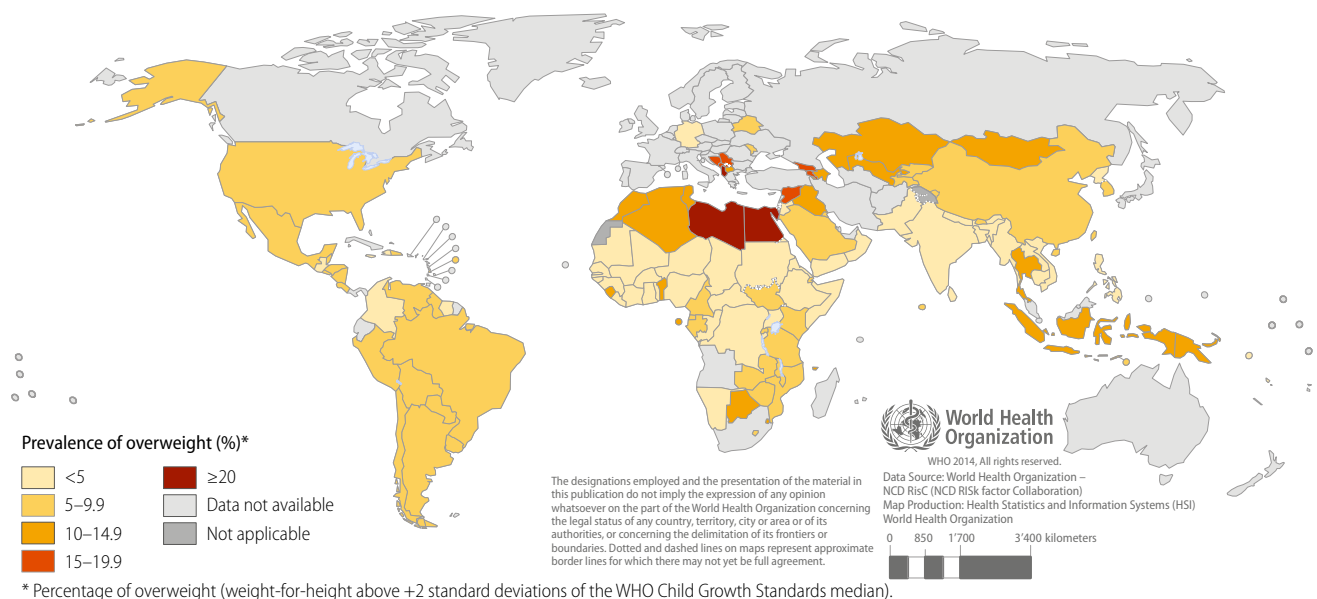 Prevalence of overweight (%)*
<5
5–9.9
10–14.9
15–19.9
≥20
Data not available
Not applicable
The designations employed and the presentation of the material in
this publication do not imply the expression of any opinion
whatsoever on the part of the World Health Organization concerning
the legal status of any country, territory, city or area or of its
authorities, or concerning the delimitation of its frontiers or
boundaries. Dotted and dashed lines on maps represent approximate
border lines for which there may not yet be full agreement.
World Health
Organization
WHO 2014, All rights reserved.
Data Source: World Health Organization –
NCD RisC (NCD RISk factor Collaboration)
Map Production: Health Statistics and Information Systems (HSI)
World Health Organization
0 850 1’700 3’400 kilometers
* Percentage of overweight (weight-for-height above +2 standard deviations of the WHO Child Growth Standards median).